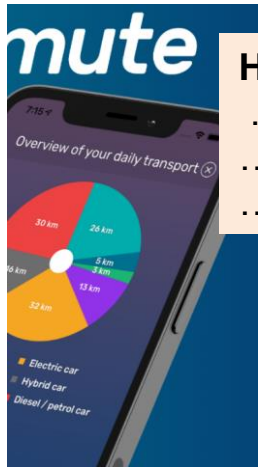 mute
H
7:15
Overview of your daily transport
30 km
26 km
5 km
3 km
13 km
32 km
6 km
Electric car
Hybrid car
Diesel / petrol car